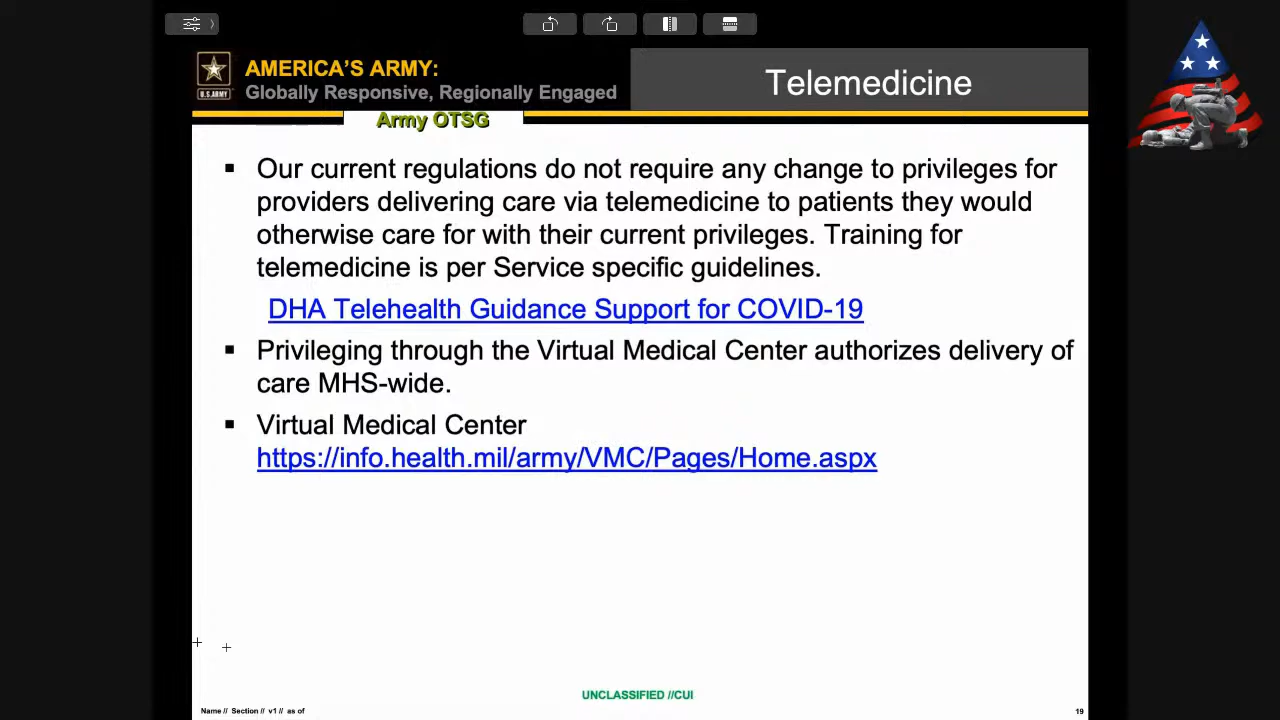 AMERICA'S ARMY:
Globally Responsive, Regionally Engaged
Telemedicine
U.S. ARMY
Army OTSG
▪ Our current regulations do not require any change to privileges for
providers delivering care via telemedicine to patients they would
otherwise care for with their current privileges. Training for
telemedicine is per Service specific guidelines.
DHA Telehealth Guidance Support for COVID-19
▪ Privileging through the Virtual Medical Center authorizes delivery of
care MHS-wide.
▪ Virtual Medical Center
https://info.health.mil/army/VMC/Pages/Home.aspx
UNCLASSIFIED //CUI
Name // Section // v1 // as of
19